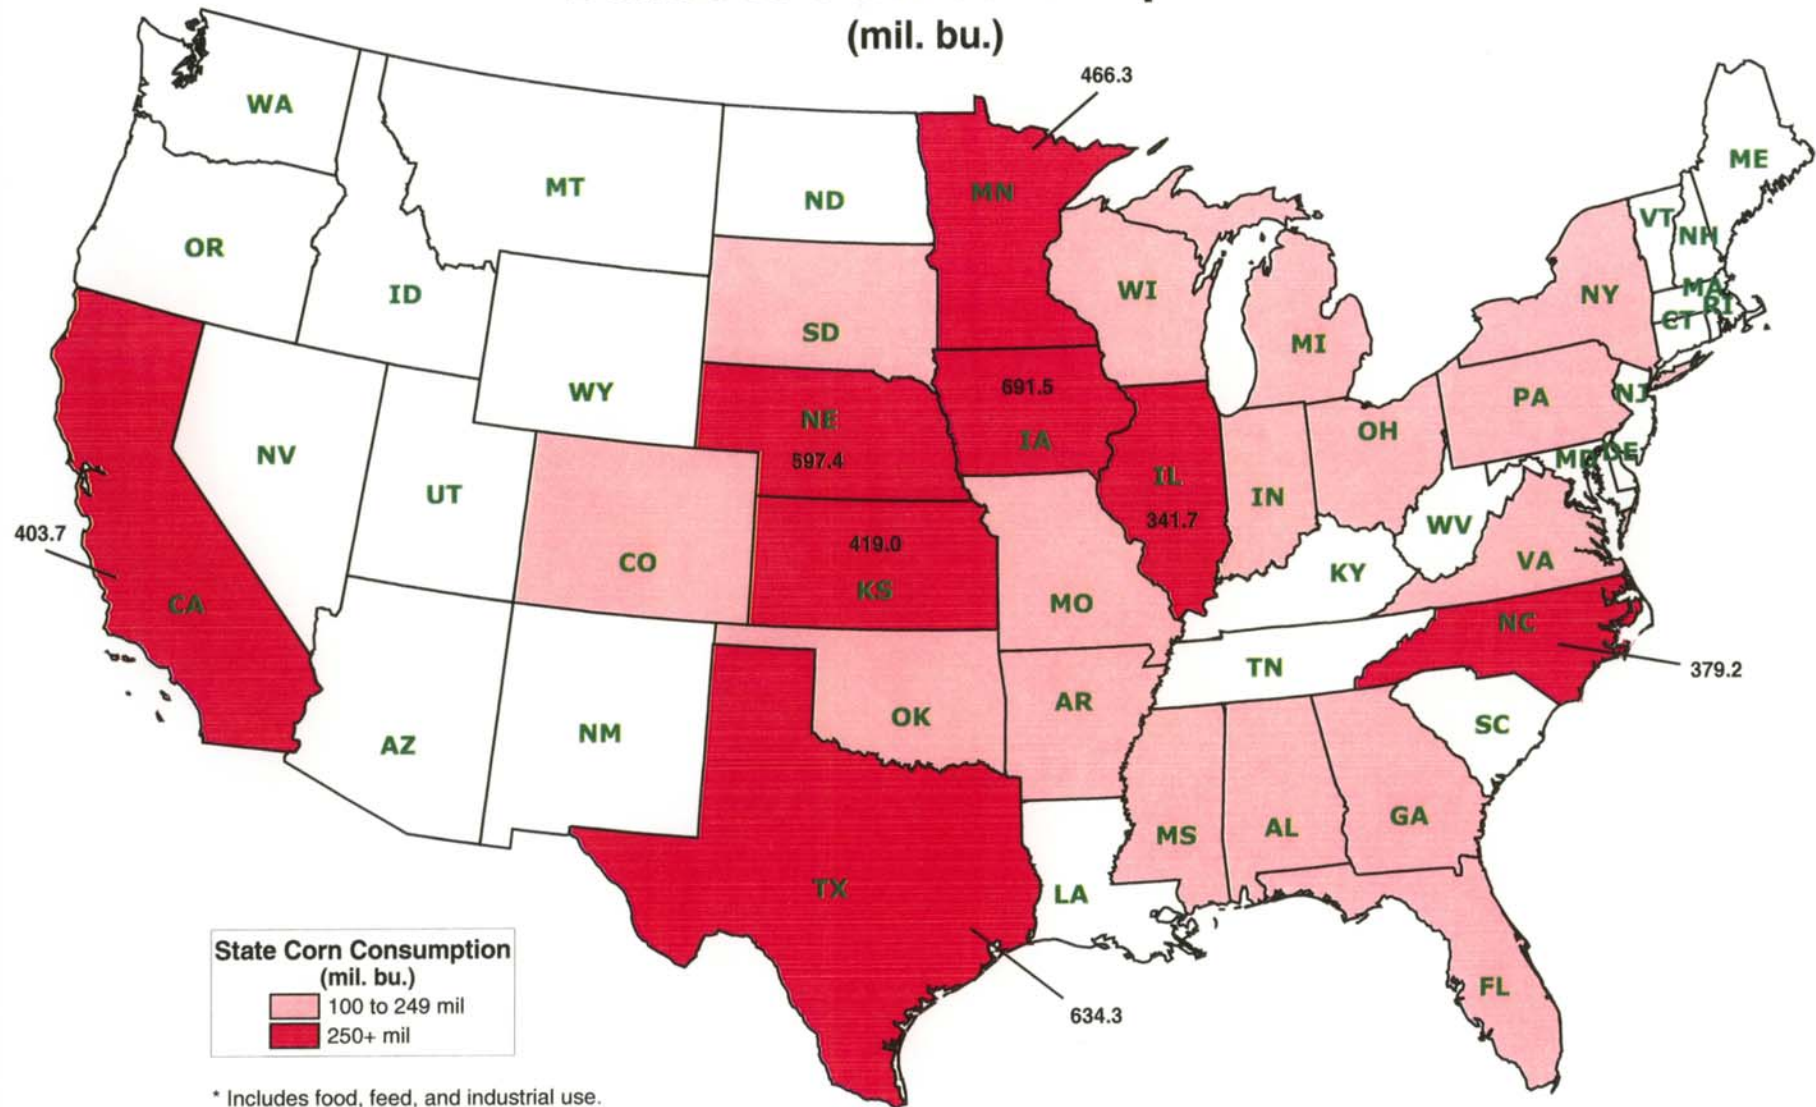 (mil. bu.)
466.3
WA
MT
ND
MN
ME
VT
NH
OR
ID
SD
WI
MI
NY
MA
RI
CT
WY
NE
597.4
691.5
IA
IL
341.7
IN
OH
PA
NJ
MD
DE
NV
UT
CO
419.0
KS
MO
KY
WV
VA
403.7
CA
NC
379.2
TN
AZ
NM
OK
AR
SC
MS
AL
GA
TX
LA
FL
634.3
State Corn Consumption
(mil. bu.)
100 to 249 mil
250+ mil
* Includes food, feed, and industrial use.